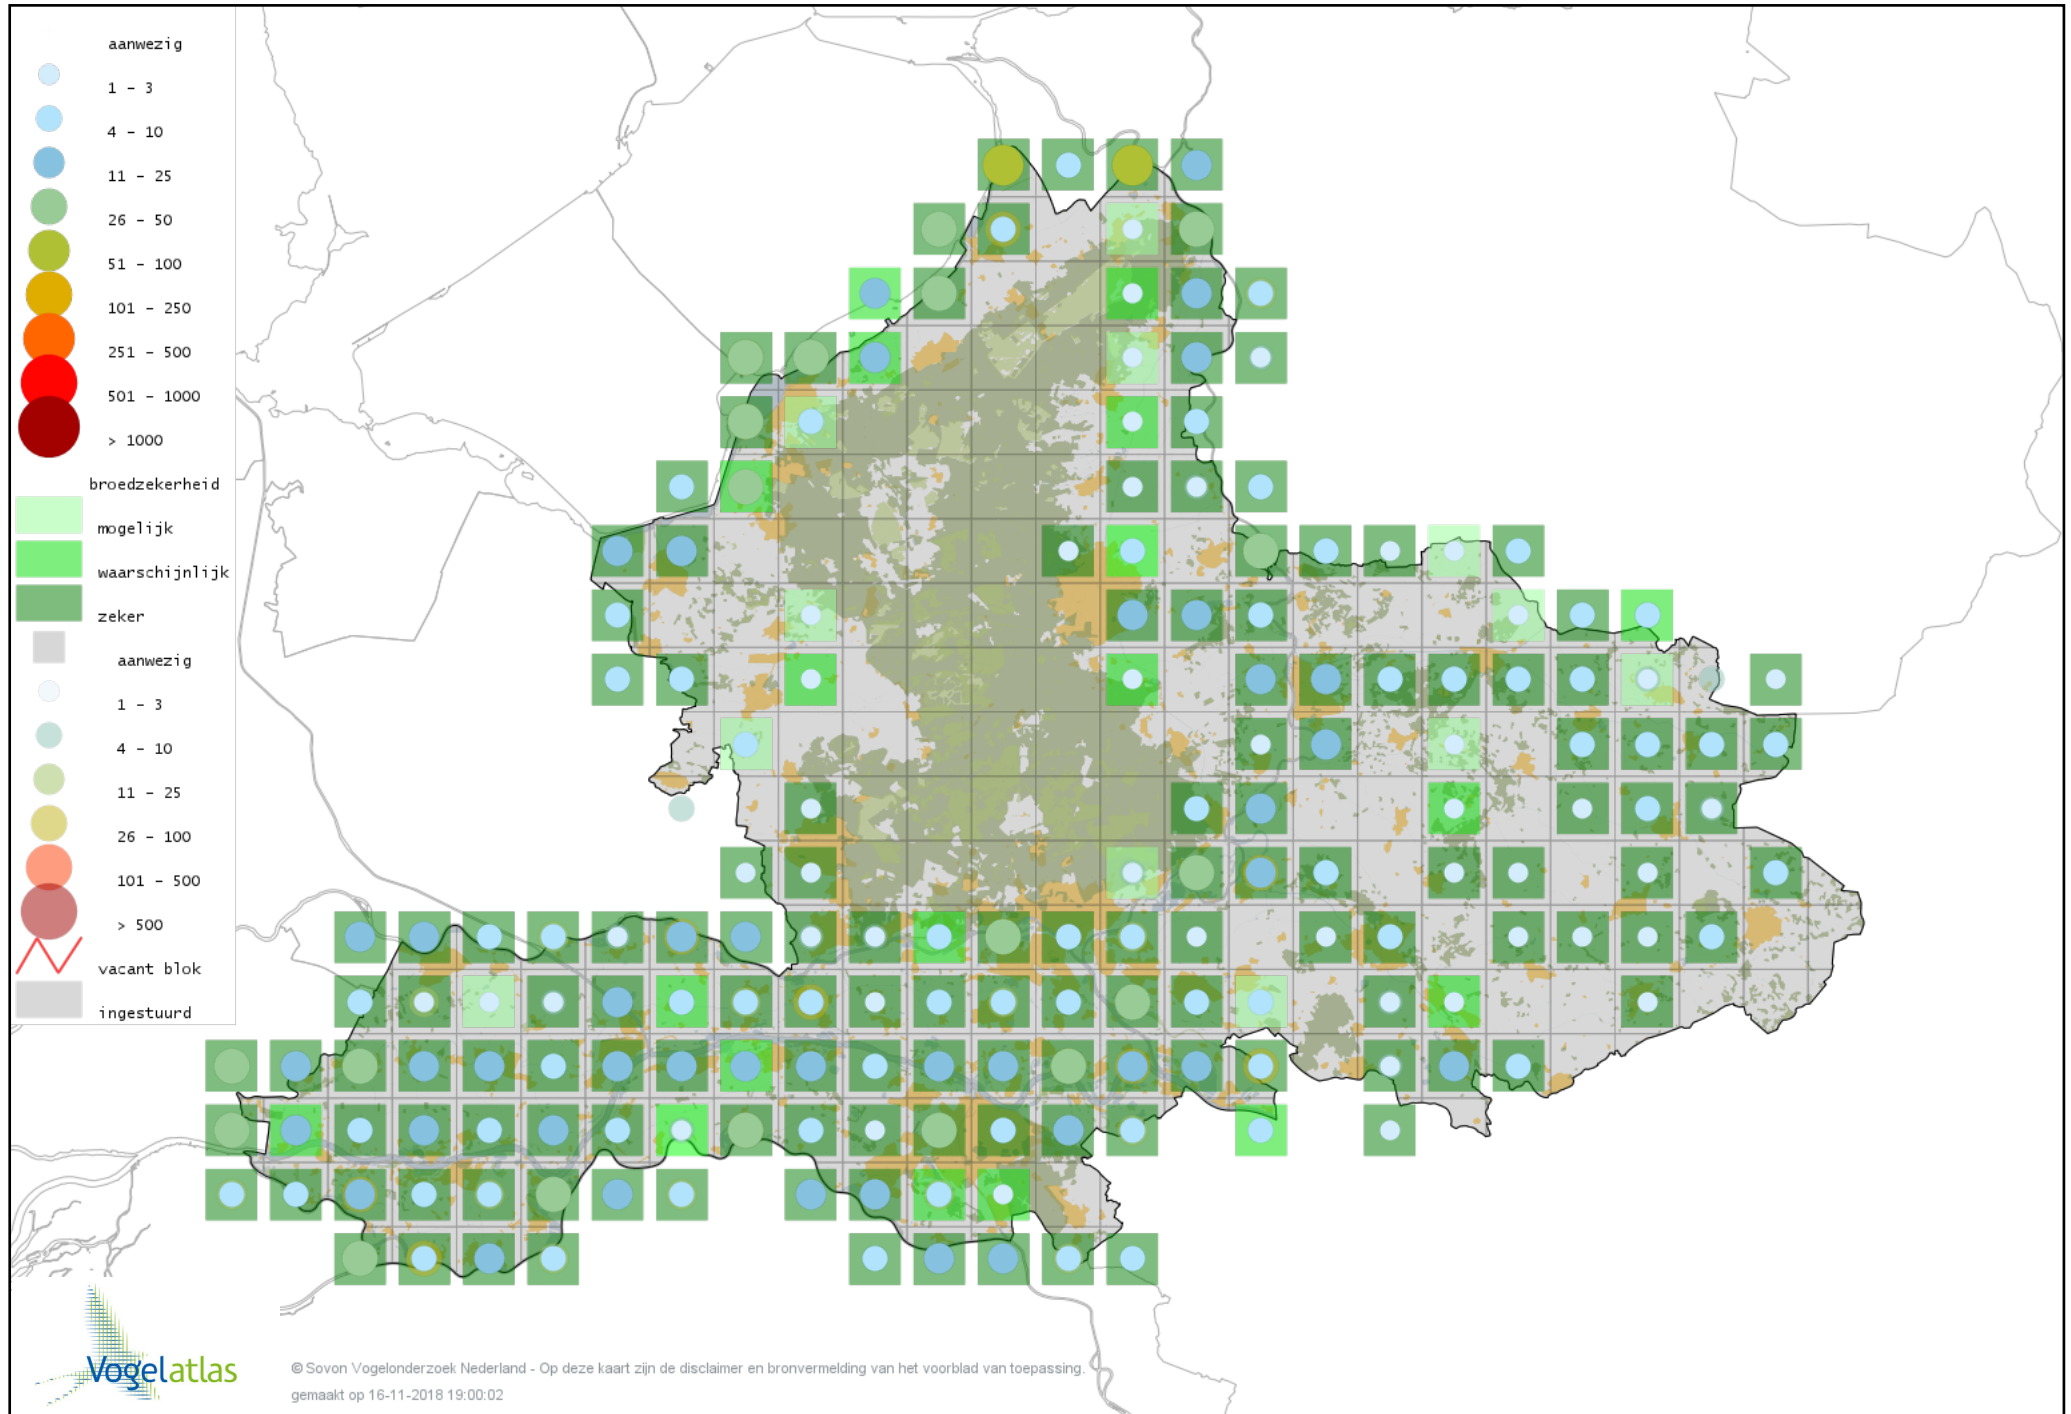 aanwezig
1 - 3
4 - 10
11 - 25
26 - 50
51 - 100
101 - 250
251 - 500
501 - 1000
> 1000
broedzekerheid
mogelijk
waarschijnlijk
zeker
aanwezig
1 - 3
4 - 10
11 - 25
26 - 100
101 - 500
> 500
vacant blok
ingestuurd
Vogelatlas
© Sovon Vogelonderzoek Nederland - Op deze kaart zijn de disclaimer en bronvermelding van het voorblad van toepassing.
gemaakt op 16-11-2018 19:00:02